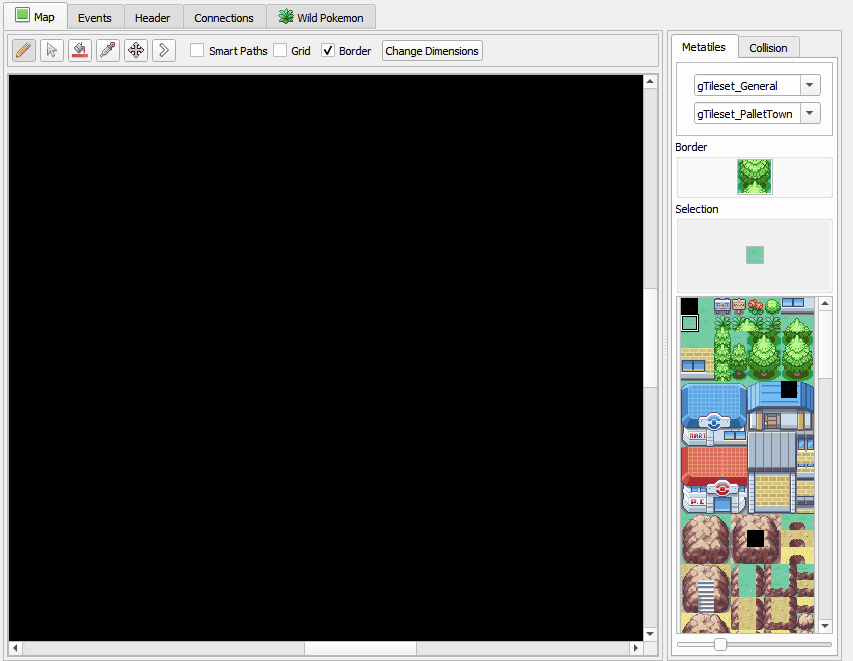 Map
Events
Header
Connections
Wild Pokemon
Smart Paths
Grid
Border
Change Dimensions
Metatiles
Collision
gTileset_General
gTileset_PalletTown
Border
Selection
MART
P.C